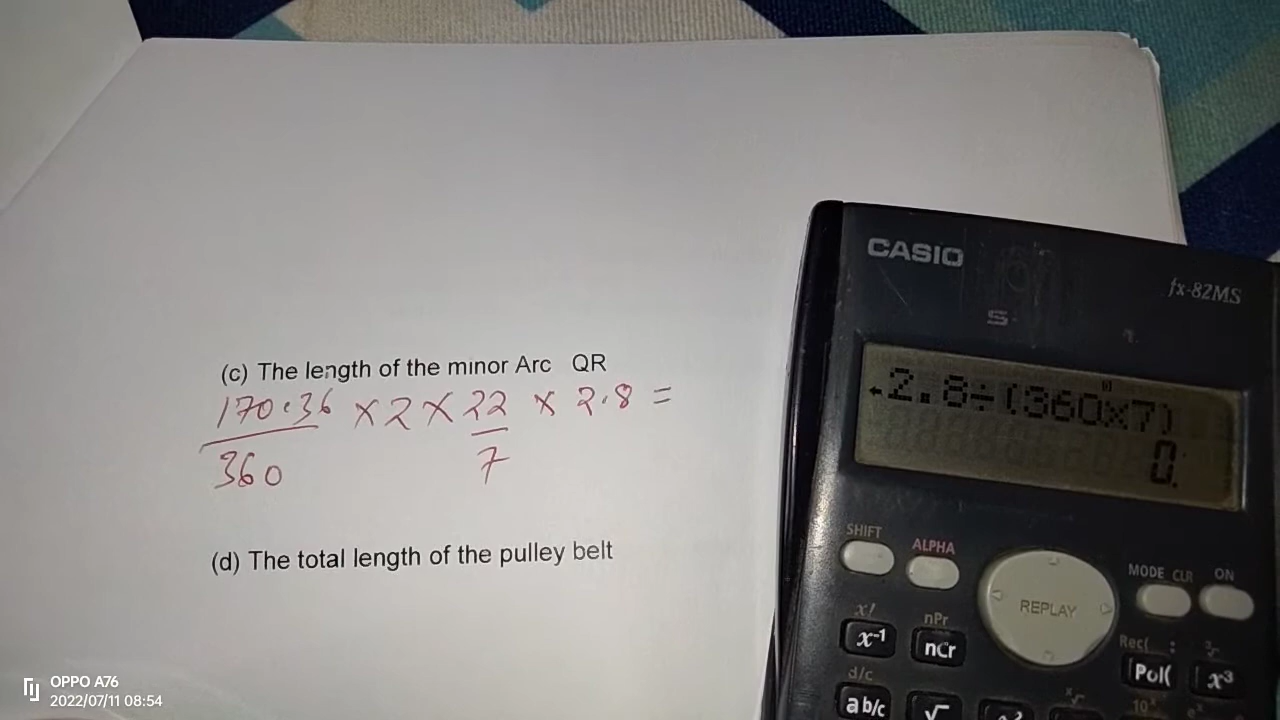 (c) The length of the minor Arc QR
170.36 × 2 × 22 × 2.8 =
360 7
(d) The total length of the pulley belt
CASIO
fx-82MS
2.8÷(360×7)
0.
SHIFT
ALPHA
MODE CLR ON
REPLAY
x! nPr Rec( :
x⁻¹ nCr Pol( x³
d/c
ab/c √
OPPO A76
2022/07/11 08:54